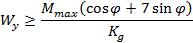 W_y ≥ M_max(cos φ + 7 sin φ) / K_g